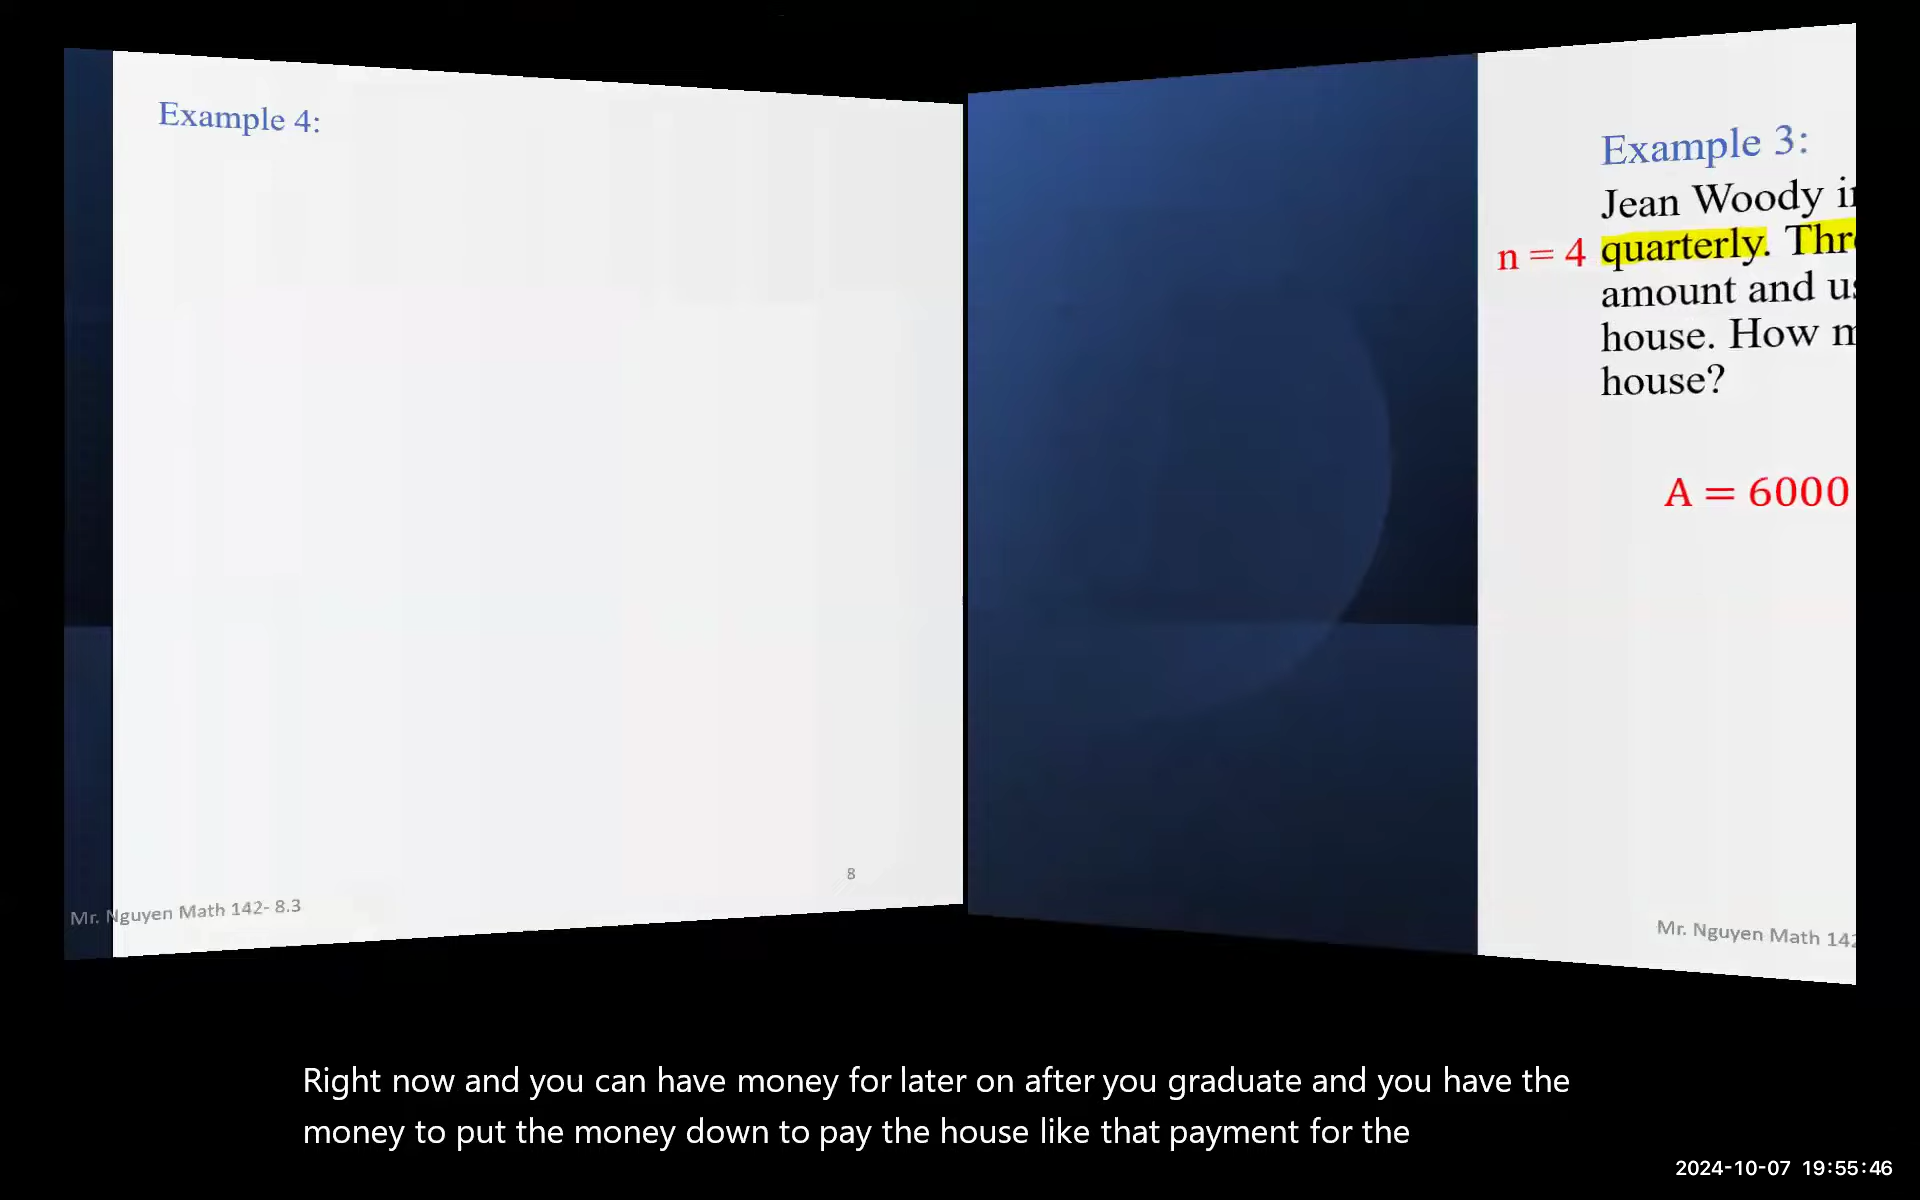 Example 4:
8
Mr. Nguyen Math 142- 8.3
Example 3:
Jean Woody
n = 4 quarterly.
amount and
house. How
house?
A = 6000
Mr. Nguyen Math
Right now and you can have money for later on after you graduate and you have the
money to put the money down to pay the house like that payment for the
2024-10-07 19:55:46